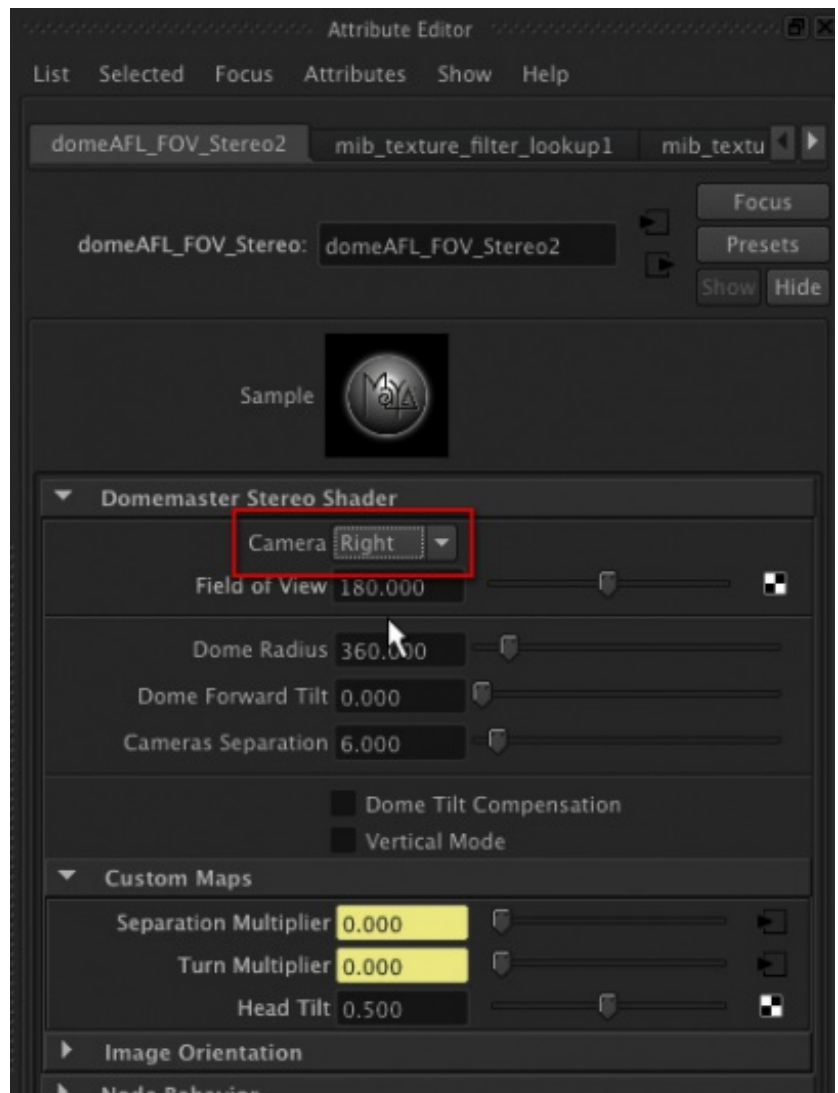 Attribute Editor
List Selected Focus Attributes Show Help
domeAFL_FOV_Stereo2 mib_texture_filter_lookup1 mib_textu
Focus
domeAFL_FOV_Stereo: domeAFL_FOV_Stereo2 Presets
Show Hide
Sample MAYA
Domemaster Stereo Shader
Camera Right
Field of View 180.000
Dome Radius 360.000
Dome Forward Tilt 0.000
Cameras Separation 6.000
Dome Tilt Compensation
Vertical Mode
Custom Maps
Separation Multiplier 0.000
Turn Multiplier 0.000
Head Tilt 0.500
Image Orientation
Node Behavior